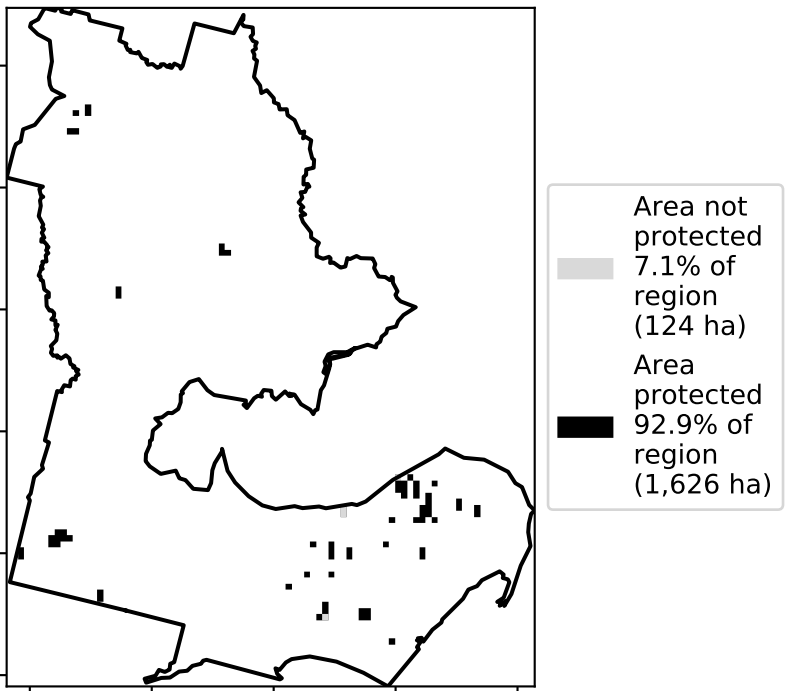 Area not
protected
7.1% of
region
(124 ha)
Area
protected
92.9% of
region
(1,626 ha)